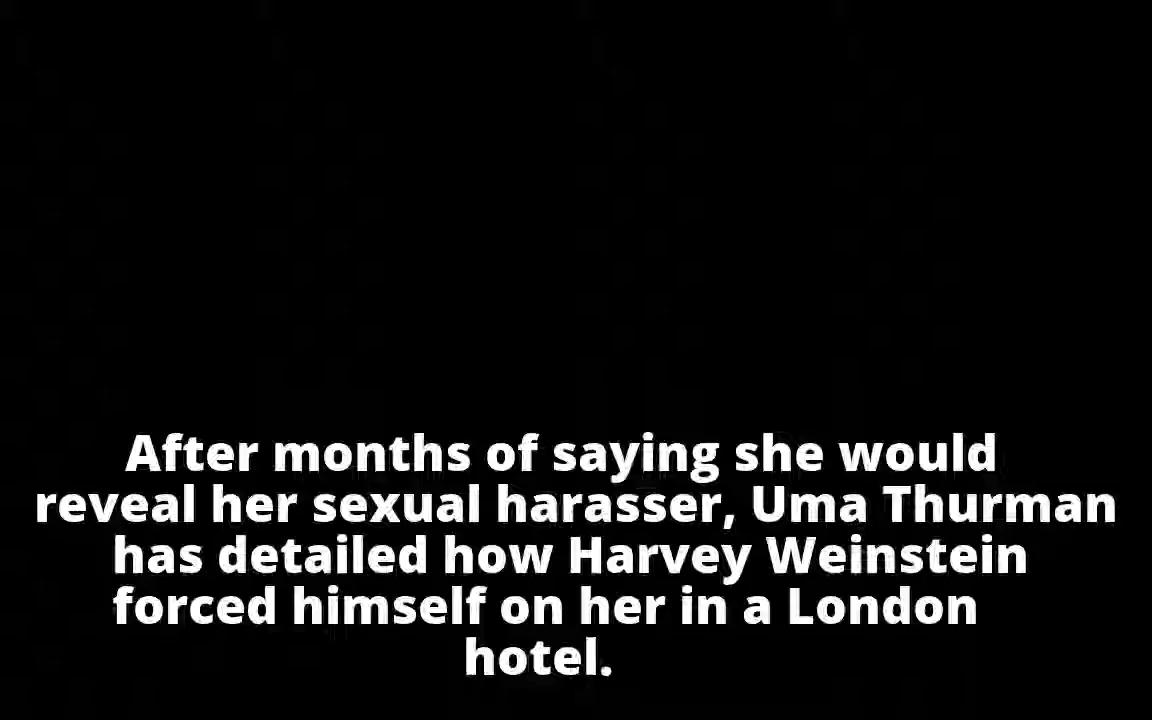 After months of saying she would
reveal her sexual harasser, Uma Thurman
has detailed how Harvey Weinstein
forced himself on her in a London
hotel.